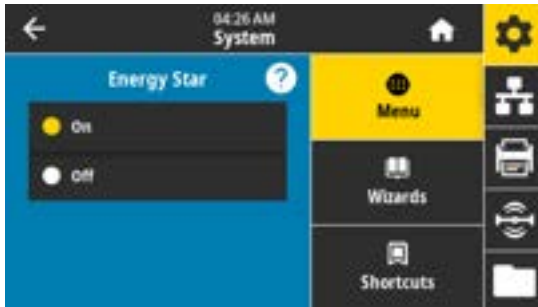 04:26 AM
System
Energy Star
?
On
Off
Menu
Wizards
Shortcuts